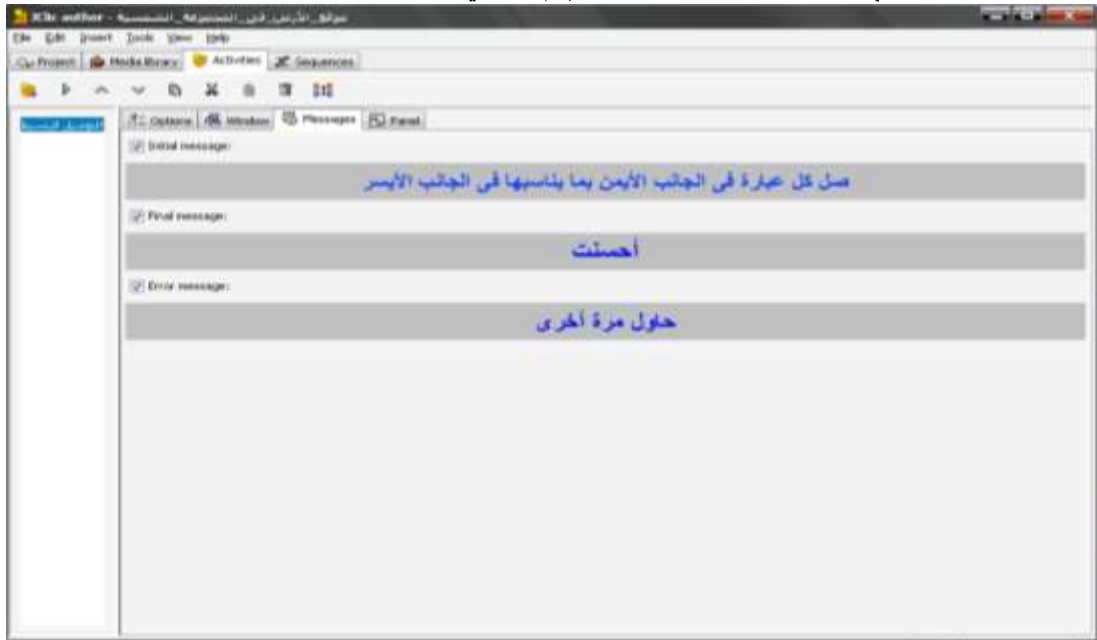 JClic author - موقع_الأرض_فى_المجموعة_الشمسية
File Edit Insert Tools View Help
Project Media library Activities Sequences
Options Window Messages Panel
Initial message:
صل كل عبارة فى الجانب الأيمن بما يناسبها فى الجانب الأيسر
Final message:
أحسنت
Error message:
حاول مرة أخرى